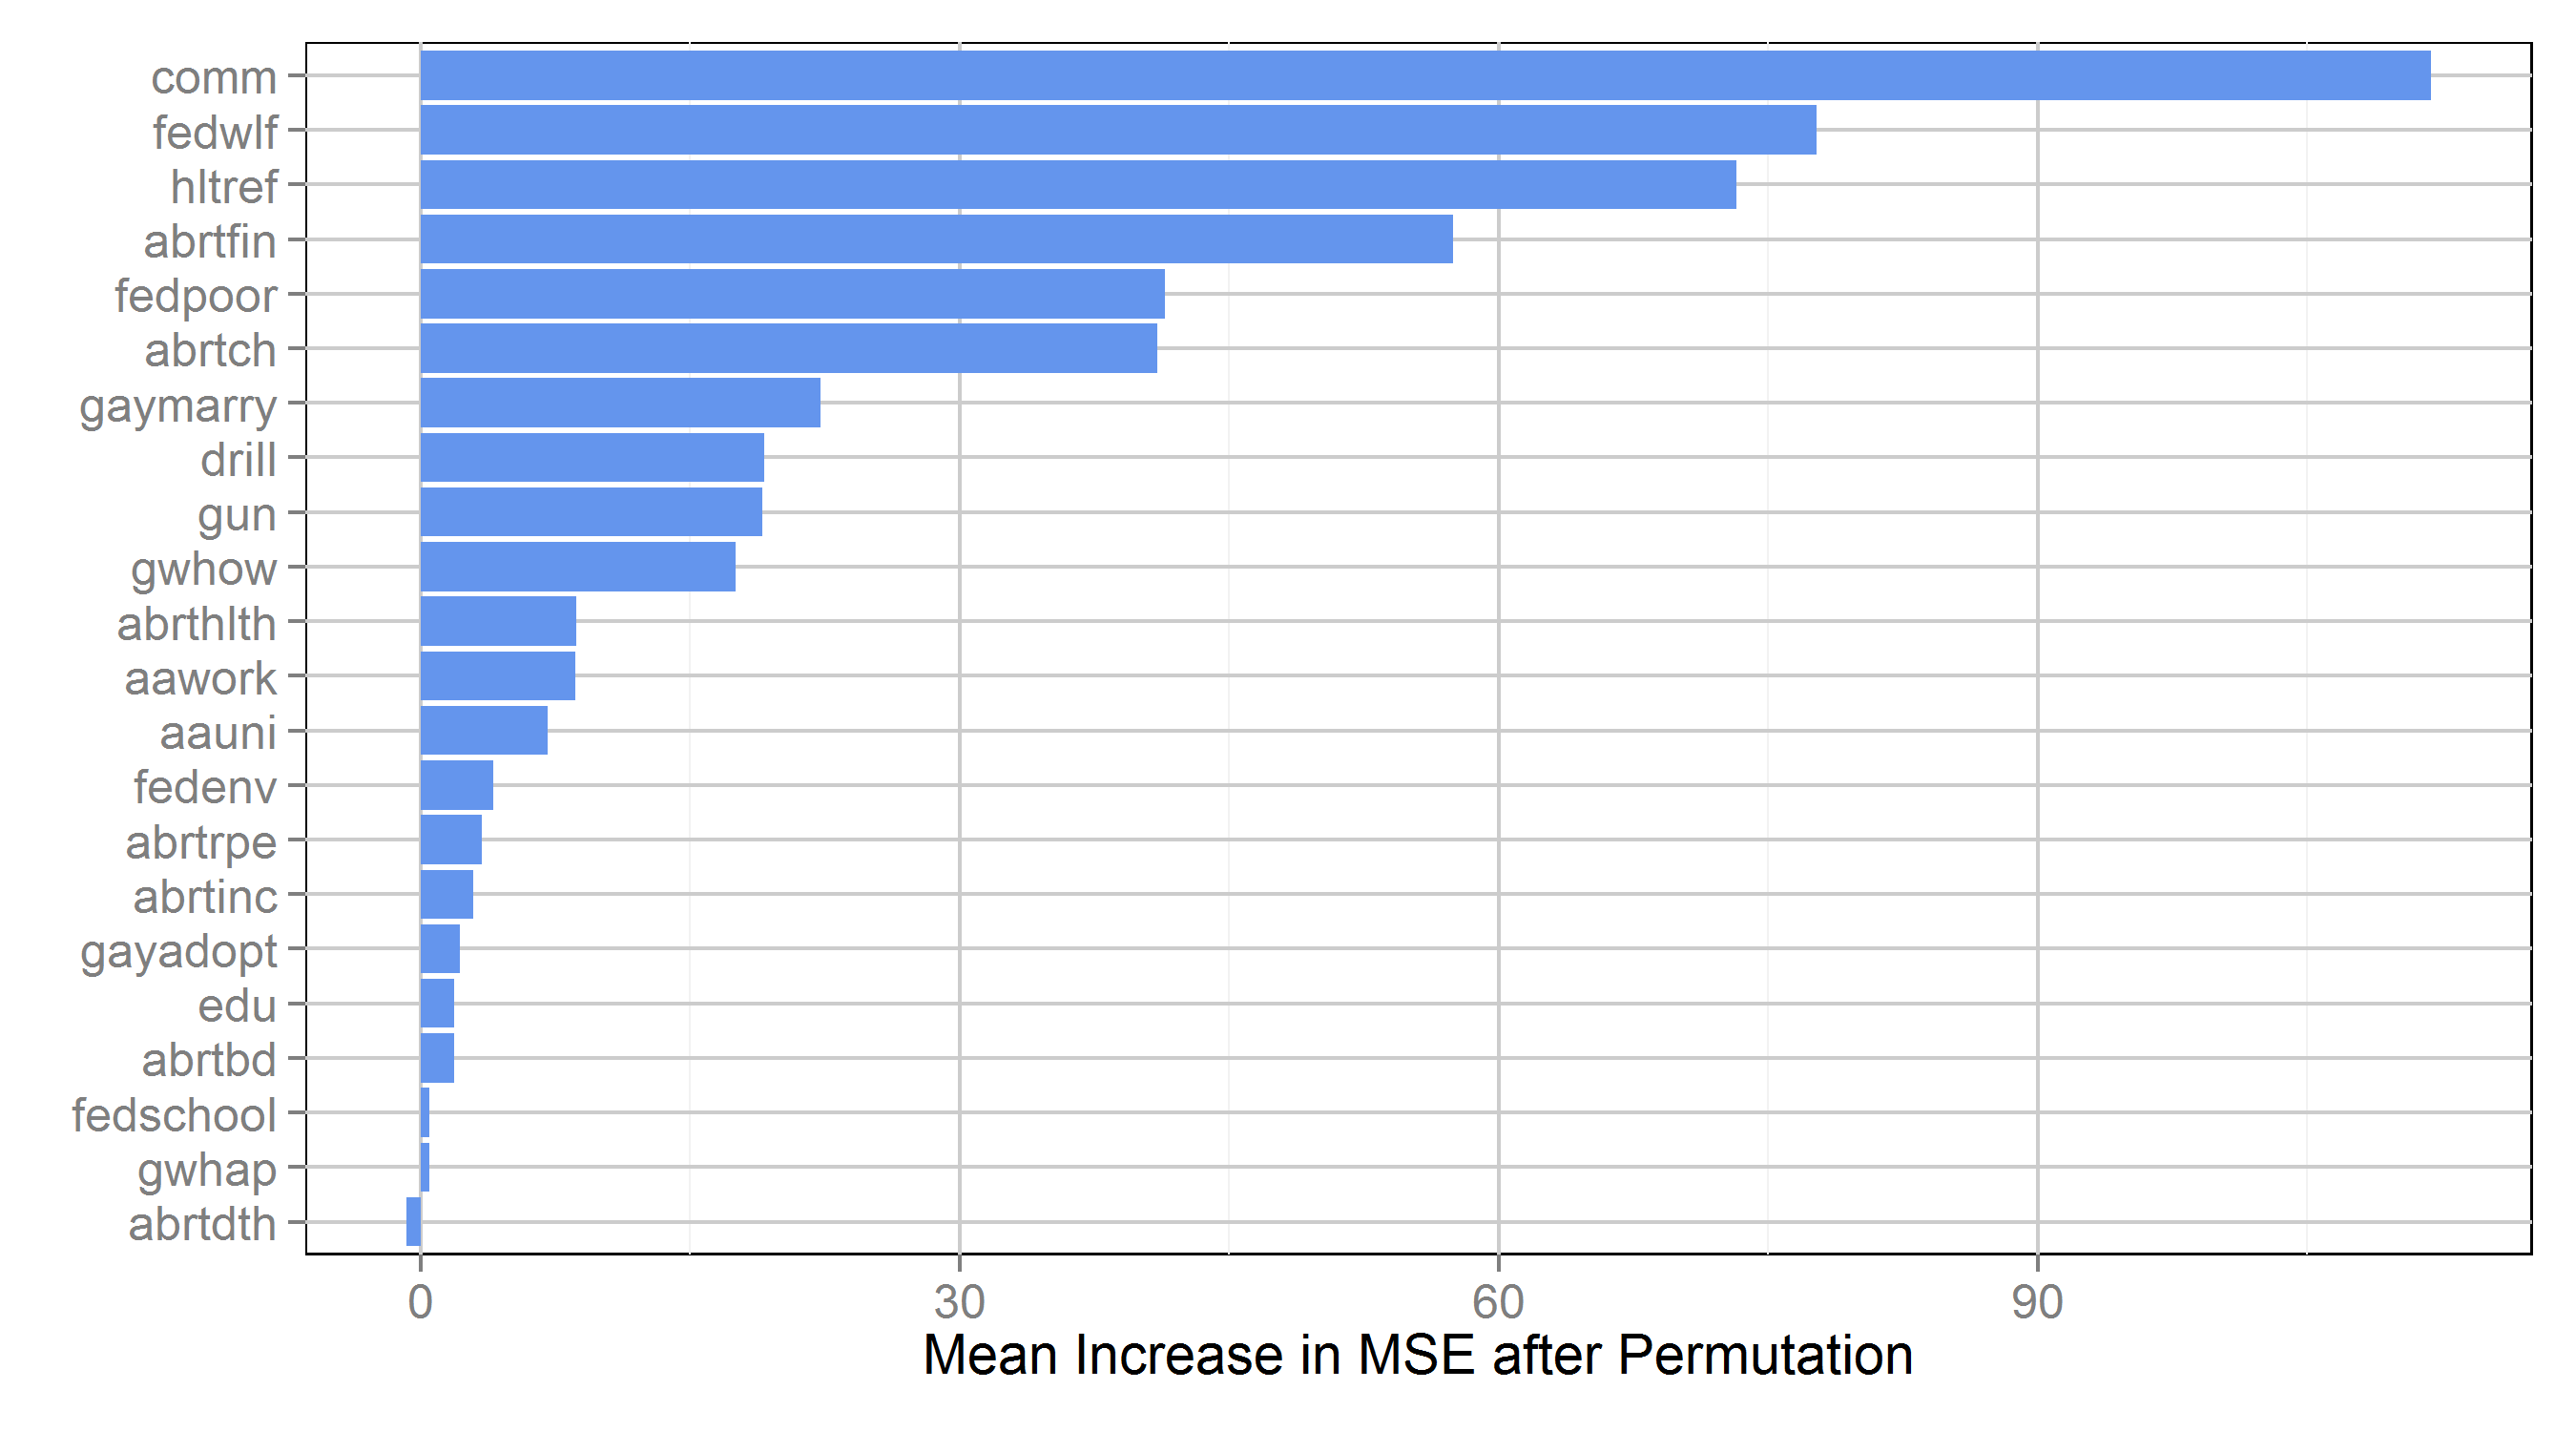 comm
fedwlf
hltref
abrtfin
fedpoor
abrtch
gaymarry
drill
gun
gwhow
abrthlth
aawork
aauni
fedenv
abrtrpe
abrtinc
gayadopt
edu
abrtbd
fedschool
gwhap
abrtdth
0 30 60 90
Mean Increase in MSE after Permutation